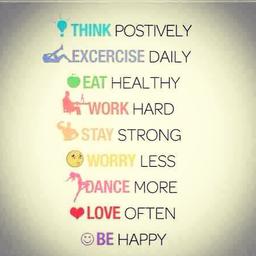 THINK POSTIVELY
EXCERCISE DAILY
EAT HEALTHY
WORK HARD
STAY STRONG
WORRY LESS
DANCE MORE
LOVE OFTEN
BE HAPPY